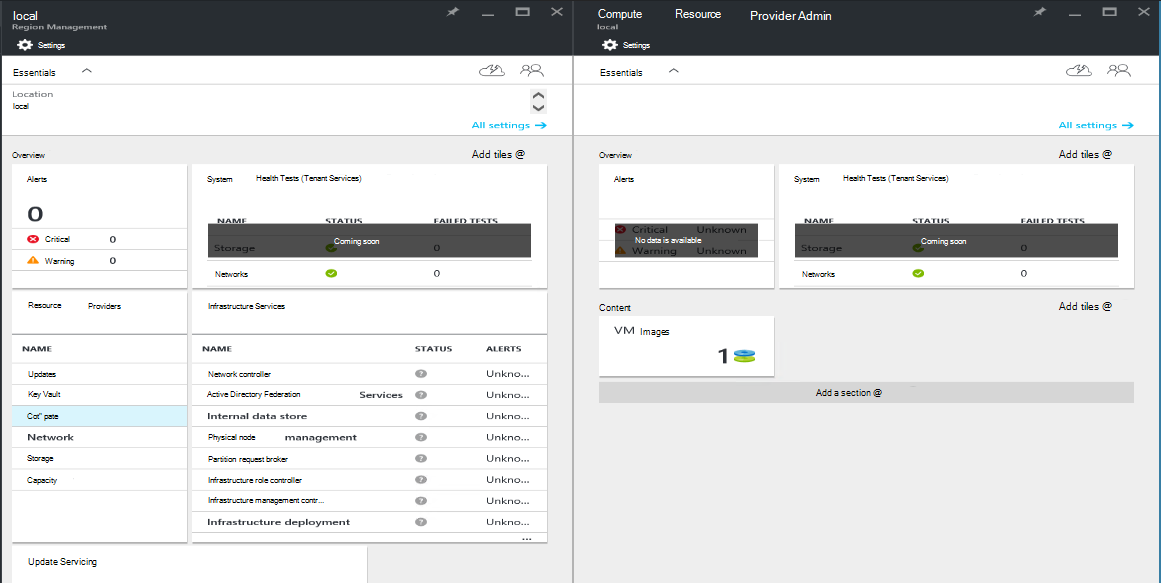 local
Region Management
Settings
Essentials
Location
local
All settings →
Overview
Add tiles @
Alerts
0
Critical 0
Warning 0
System Health Tests (Tenant Services)
NAME STATUS FAILED TESTS
Coming soon
Storage 0
Networks 0
Resource Providers
NAME
Updates
Key Vault
Cot" pate
Network
Storage
Capacity
Infrastructure Services
NAME STATUS ALERTS
Network controller ? Unkno...
Active Directory Federation Services ? Unkno...
Internal data store ? Unkno...
Physical node management ? Unkno...
Partition request broker ? Unkno...
Infrastructure role controller ? Unkno...
Infrastructure management contr... ? Unkno...
Infrastructure deployment ? Unkno...
...
Update Servicing
Compute Resource Provider Admin
local
Settings
Essentials
All settings →
Overview
Add tiles @
Alerts
Critical Unknown
No data is available
Warning Unknown
System Health Tests (Tenant Services)
NAME STATUS FAILED TESTS
Coming soon
Storage 0
Networks 0
Content
Add tiles @
VM Images
1
Add a section @